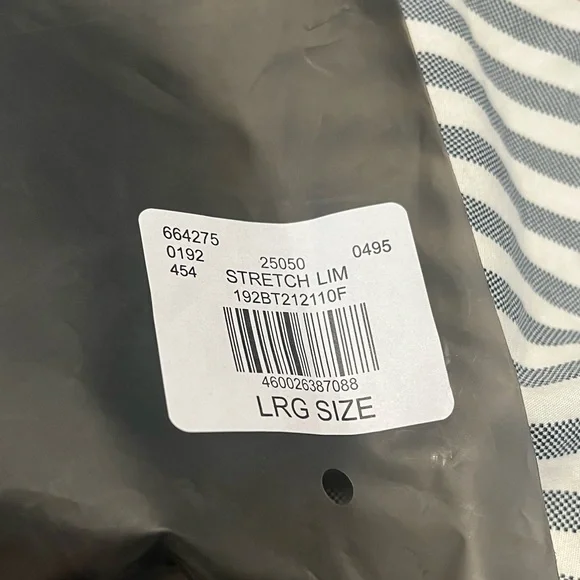 664275
0192 25050 0495
454
STRETCH LIM
192BT212110F
460026387088
LRG SIZE